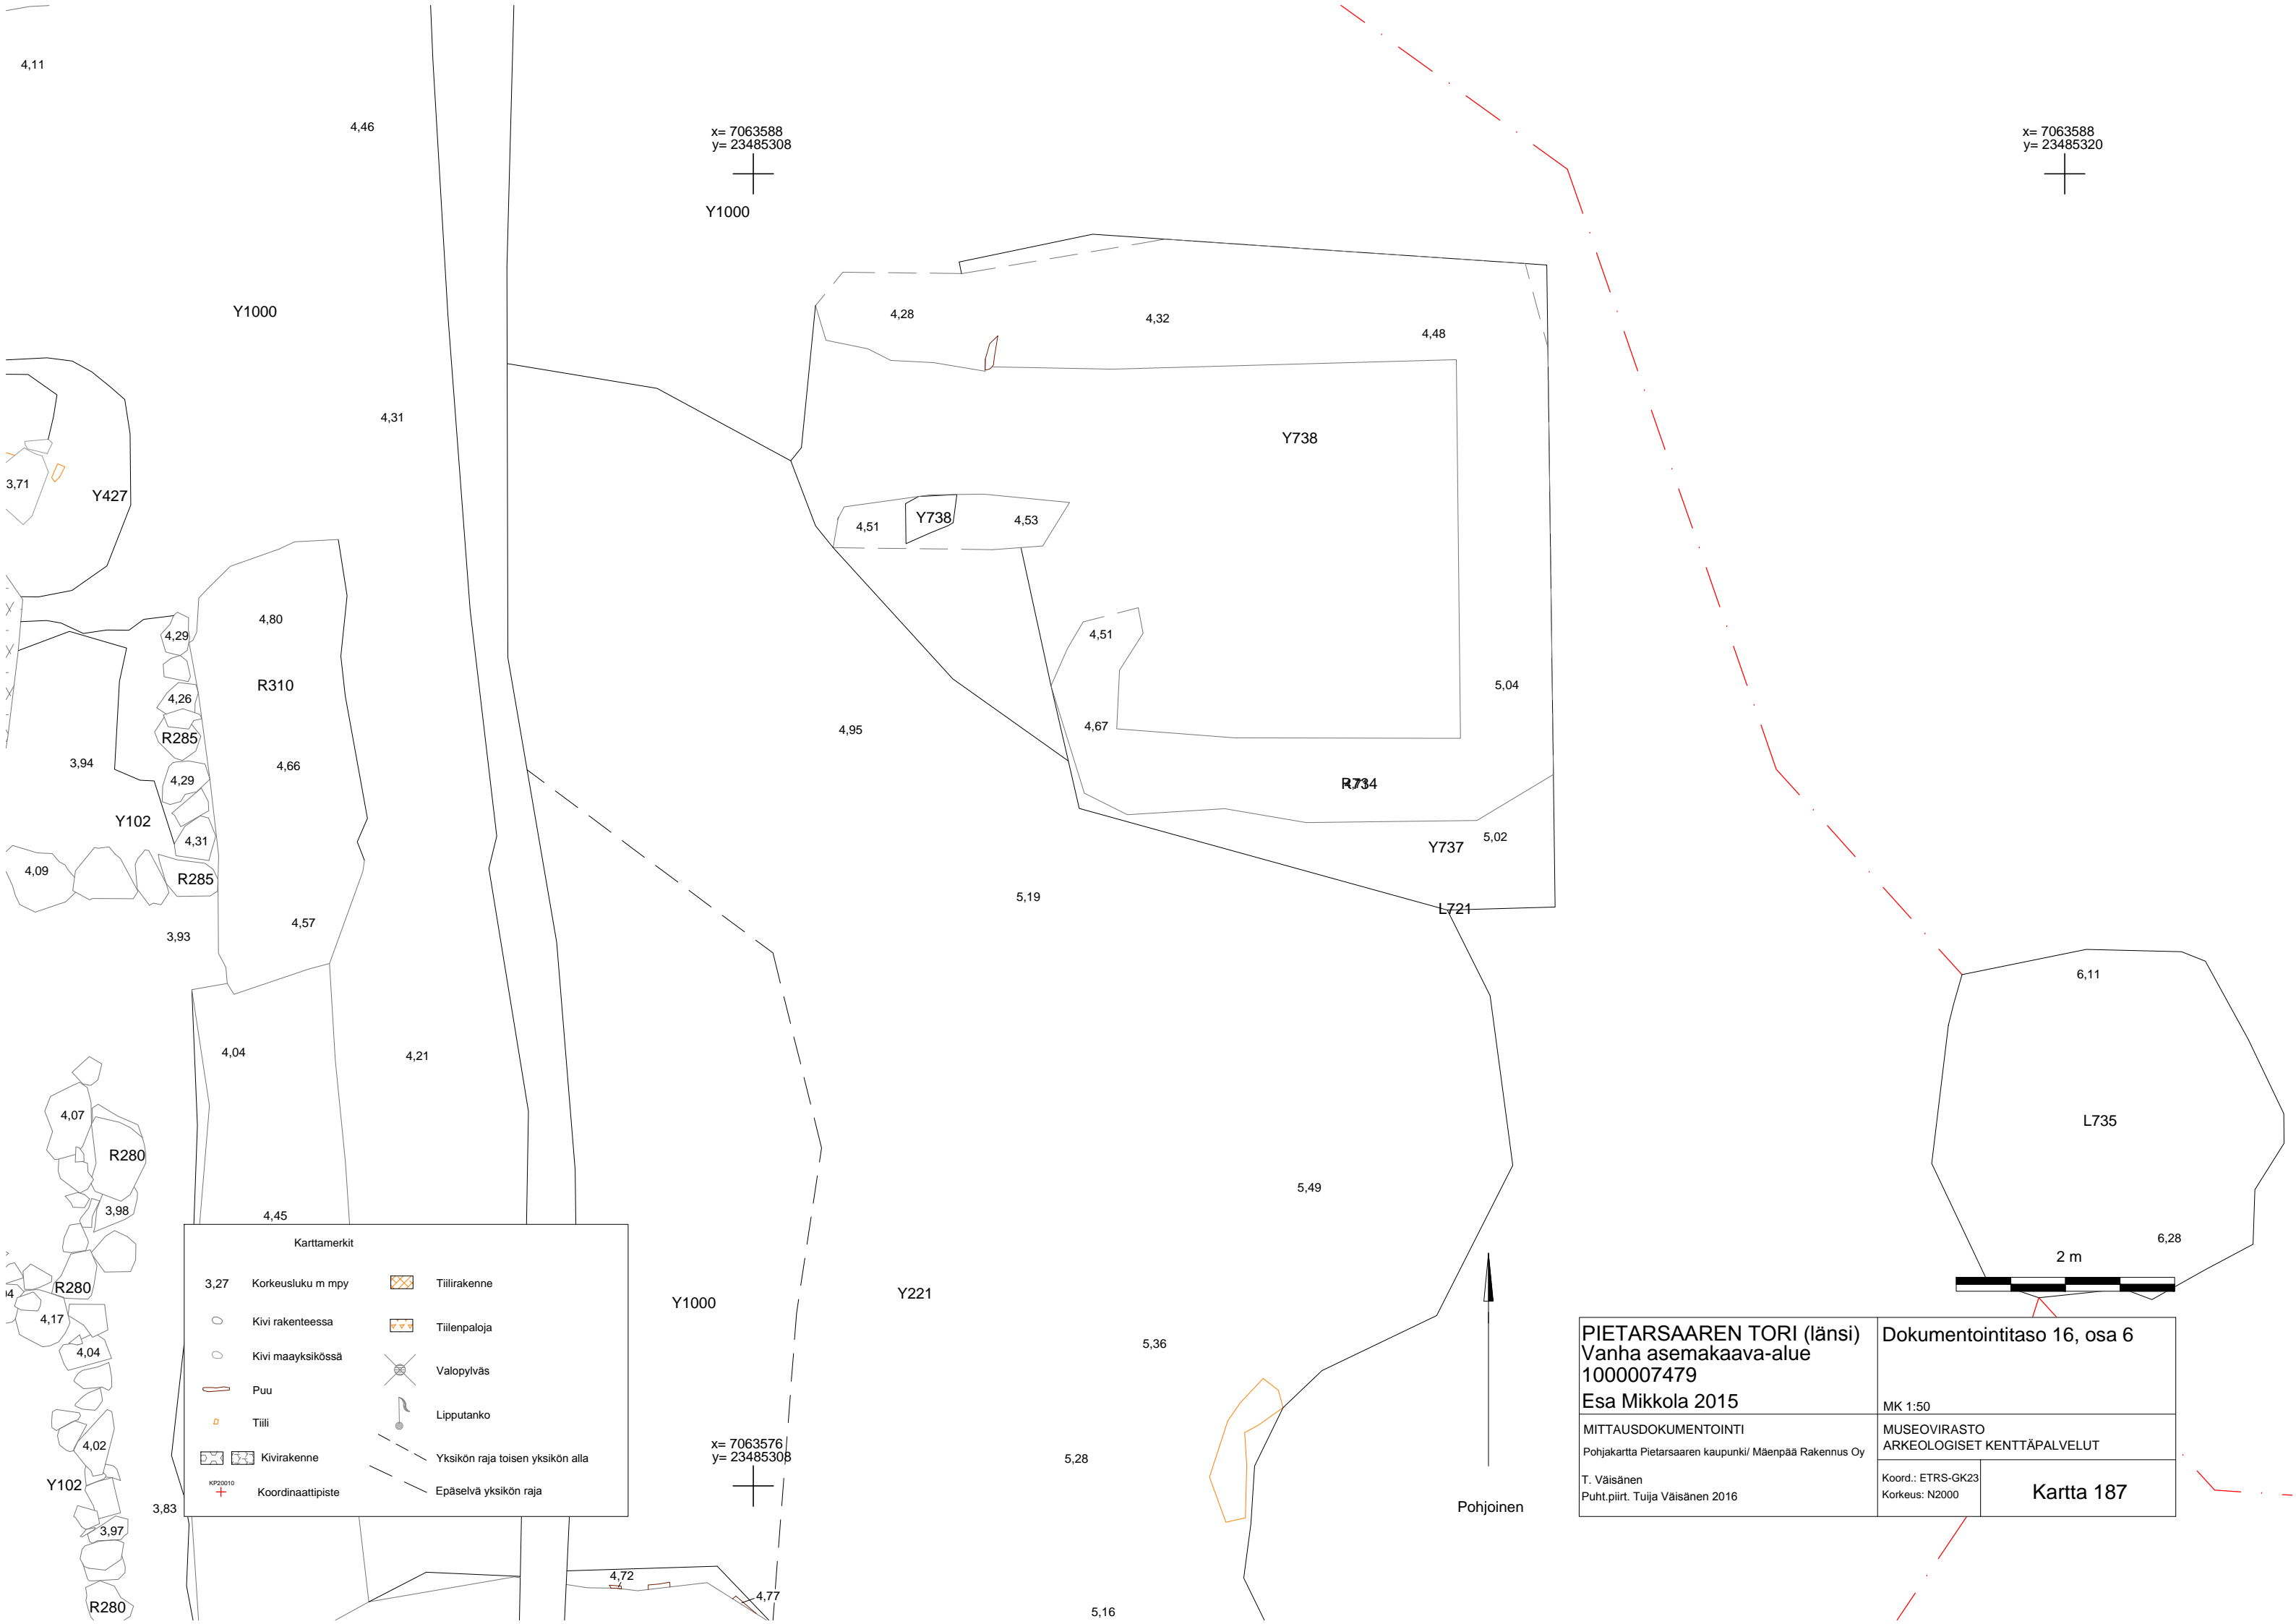 4,11
4,46
x= 7063588
y= 23485308
x= 7063588
y= 23485320
Y1000
Y1000
4,28
4,32
4,48
4,31
Y738
3,71
Y427
4,51
Y738
4,53
4,80
4,29
4,51
R310
4,26
5,04
R285
4,67
4,95
3,94
4,66
4,29
R734
Y102
4,31
Y737
5,02
4,09
R285
5,19
L721
4,57
3,93
6,11
4,04
4,21
4,07
L735
R280
5,49
3,98
4,45
6,28
2 m
Karttamerkit
3,27 Korkeusluku m mpy
Tiilirakenne
Kivi rakenteessa
Tiilenpaloja
Kivi maayksikössä
Valopylväs
Puu
Lipputanko
Tiili
Kivirakenne
Yksikön raja toisen yksikön alla
KP20010
Koordinaattipiste
Epäselvä yksikön raja
R280
4,17
4,04
Y1000
Y221
5,36
4,02
x= 7063576
y= 23485308
5,28
Y102
3,83
3,97
Pohjoinen
4,72
4,77
R280
5,16
PIETARSAAREN TORI (länsi)
Vanha asemakaava-alue
1000007479
Esa Mikkola 2015
Dokumentointitaso 16, osa 6
MK 1:50
MITTAUSDOKUMENTOINTI
Pohjakartta Pietarsaaren kaupunki/ Mäenpää Rakennus Oy
T. Väisänen
Puht.piirt. Tuija Väisänen 2016
MUSEOVIRASTO
ARKEOLOGISET KENTTÄPALVELUT
Koord.: ETRS-GK23
Korkeus: N2000
Kartta 187